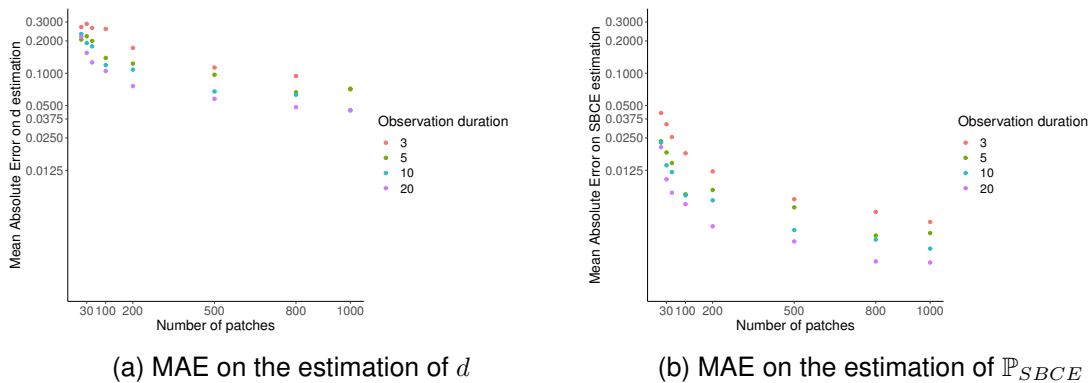 Mean Absolute Error on d estimation
0.3000
0.2000
0.1000
0.0500
0.0375
0.0250
0.0125
30 100 200 500 800 1000
Number of patches
Observation duration
3
5
10
20
(a) MAE on the estimation of d
Mean Absolute Error on SBCE estimation
0.3000
0.2000
0.1000
0.0500
0.0375
0.0250
0.0125
30 100 200 500 800 1000
Number of patches
Observation duration
3
5
10
20
(b) MAE on the estimation of ℙ_SBCE